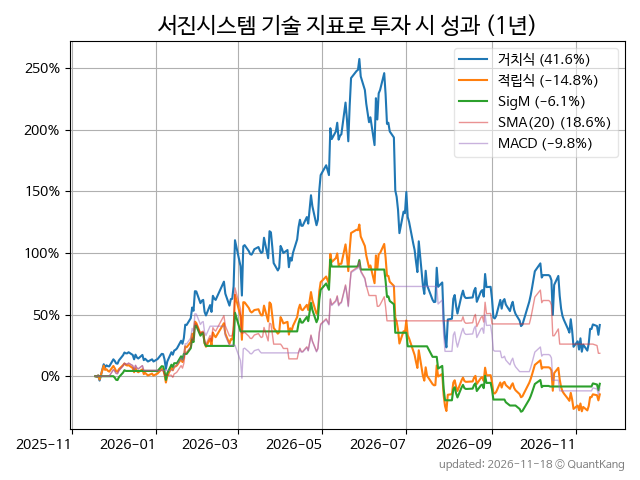 서진시스템 기술 지표로 투자 시 성과 (1년)
거치식 (41.6%)
적립식 (−14.8%)
SigM (−6.1%)
SMA(20) (18.6%)
MACD (−9.8%)
250%
200%
150%
100%
50%
0%
2025-11 2026-01 2026-03 2026-05 2026-07 2026-09 2026-11
updated: 2026-11-18 © QuantKang